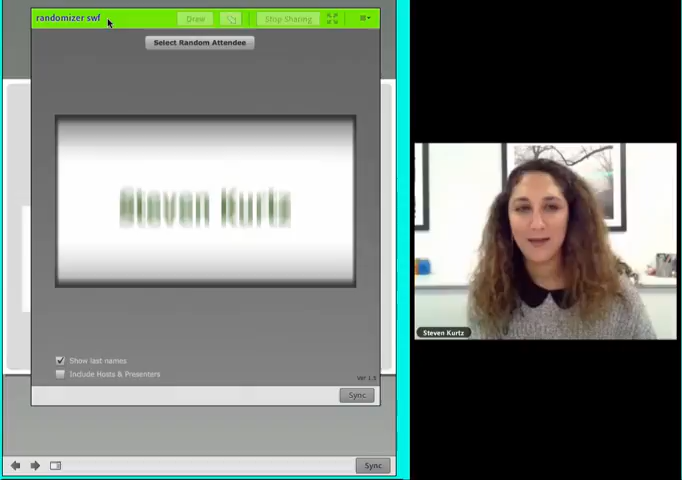 randomizer swf
Draw
Stop Sharing
Select Random Attendee
Steven Kurtz
Show last names
Include Hosts & Presenters
Ver 1.5
Sync
Sync
Steven Kurtz